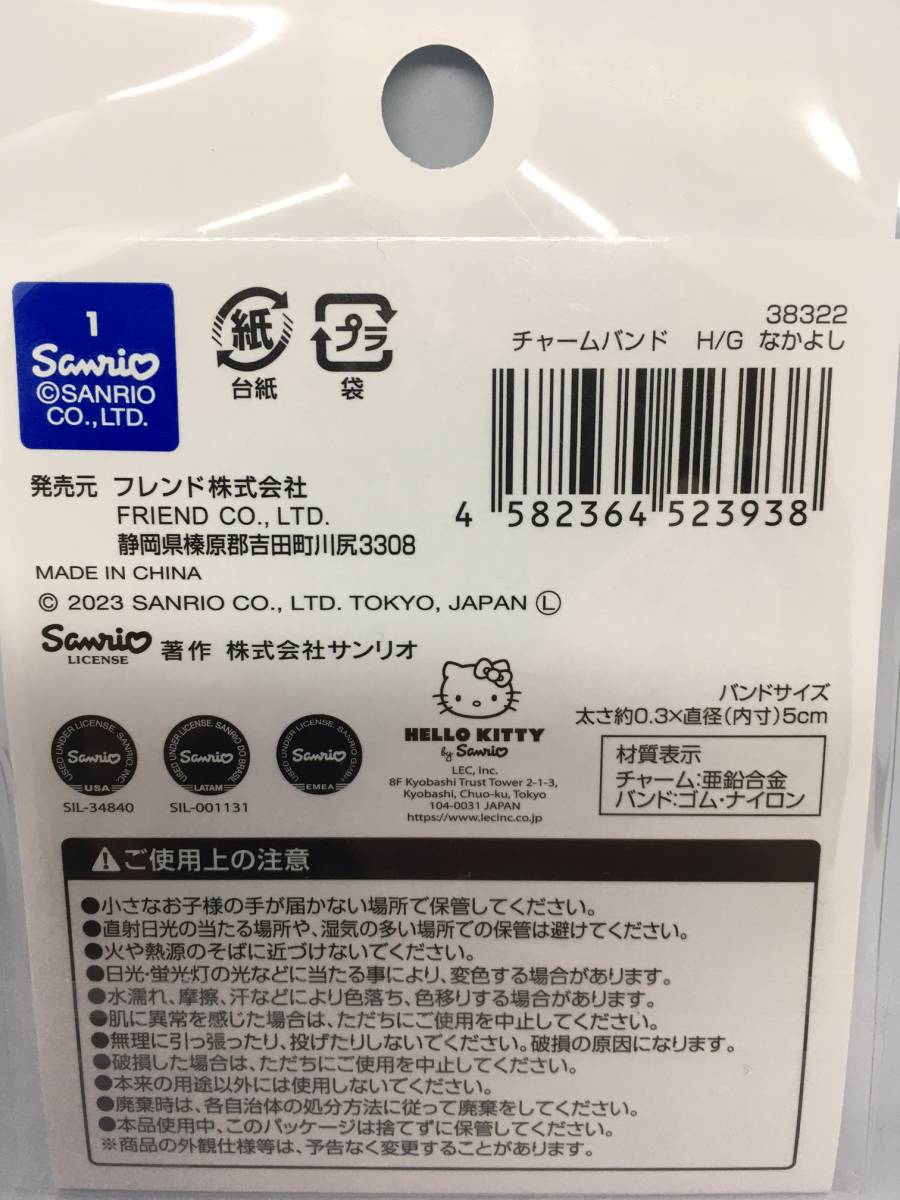 1
Sanrio
©SANRIO
CO.,LTD.
紙
台紙
プラ
袋
38322
チャームバンド H/G なかよし
4 582364 523938
発売元 フレンド株式会社
FRIEND CO., LTD.
静岡県榛原郡吉田町川尻3308
MADE IN CHINA
© 2023 SANRIO CO., LTD. TOKYO, JAPAN Ⓛ
Sanrio
LICENSE
著作 株式会社サンリオ
USED UNDER LICENSE. SANRIO, INC.
Sanrio
USA
SIL-34840
USED UNDER LICENSE. SANRIO DO BRASIL
Sanrio
LATAM
SIL-001131
USED UNDER LICENSE. SANRIO GMBH
Sanrio
EMEA
HELLO KITTY
by Sanrio
LEC, Inc.
8F Kyobashi Trust Tower 2-1-3,
Kyobashi, Chuo-ku, Tokyo
104-0031 JAPAN
https://www.lecinc.co.jp
バンドサイズ
太さ約0.3×直径(内寸)5cm
材質表示
チャーム:亜鉛合金
バンド:ゴム・ナイロン
ご使用上の注意
●小さなお子様の手が届かない場所で保管してください。
●直射日光の当たる場所や、湿気の多い場所での保管は避けてください。
●火や熱源のそばに近づけないでください。
●日光・蛍光灯の光などに当たる事により、変色する場合があります。
●水濡れ、摩擦、汗などにより色落ち、色移りする場合があります。
●肌に異常を感じた場合は、ただちにご使用を中止してください。
●無理に引っ張ったり、投げたりしないでください。破損の原因になります。
●破損した場合は、ただちにご使用を中止してください。
●本来の用途以外には使用しないでください。
●廃棄時は、各自治体の処分方法に従って廃棄をしてください。
●本品使用中、このパッケージは捨てずに保管してください。
※商品の外観仕様等は、予告なく変更することがあります。